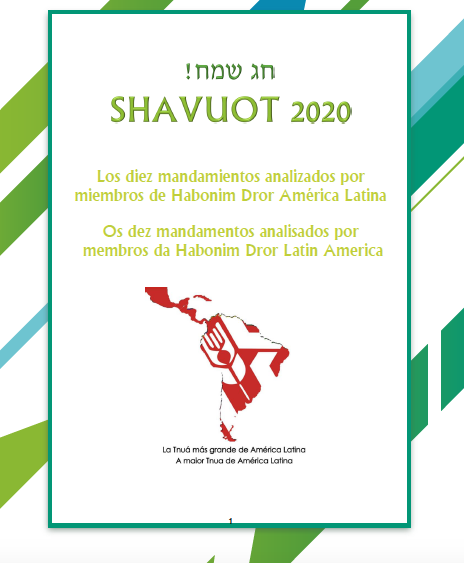 חג שמח!
SHAVUOT 2020
Los diez mandamientos analizados por
miembros de Habonim Dror América Latina
Os dez mandamentos analisados por
membros da Habonim Dror Latin America
La Tnuá más grande de América Latina
A maior Tnua de América Latina
1